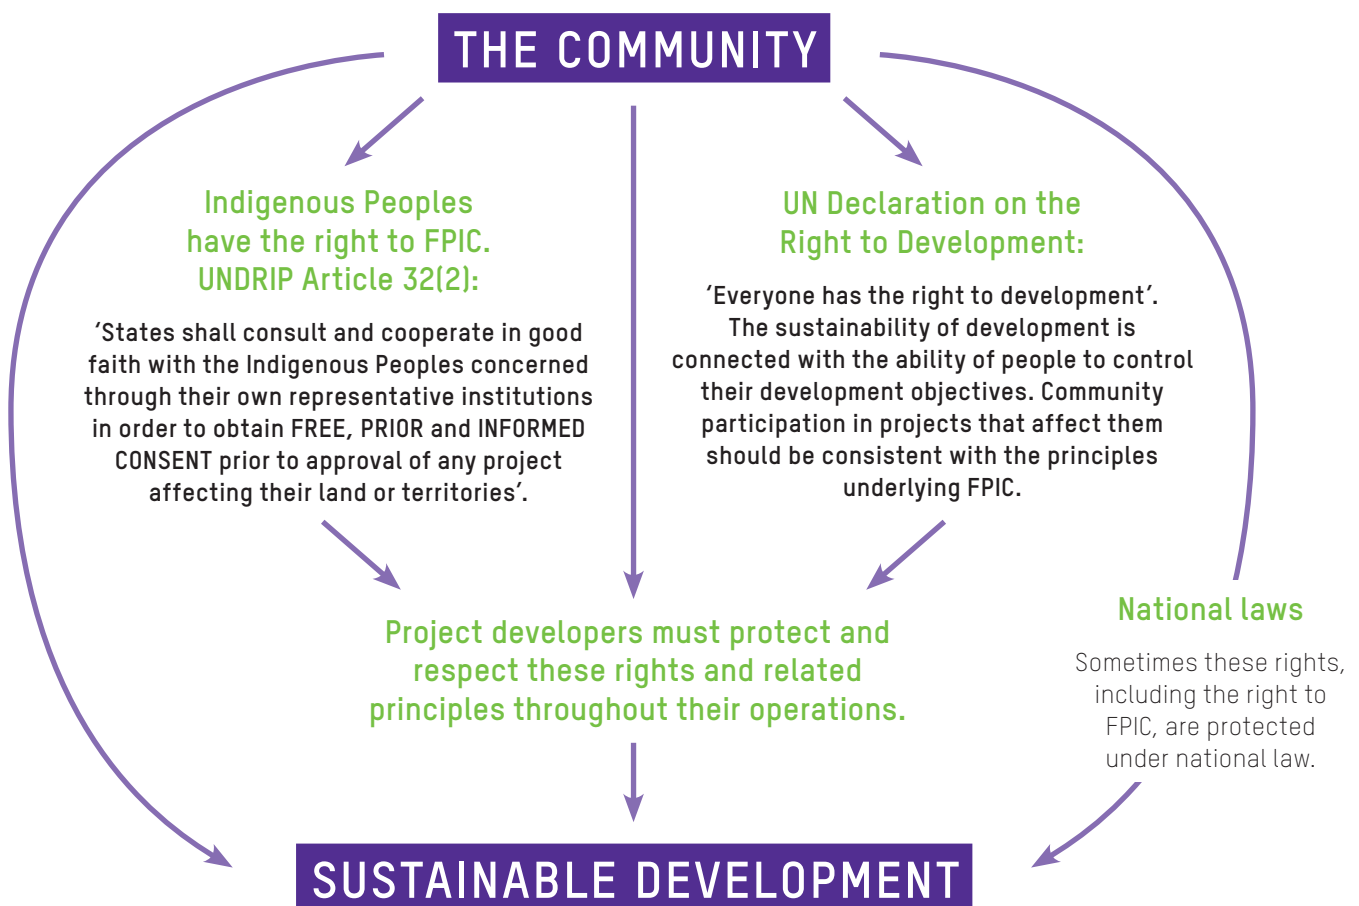 THE COMMUNITY
Indigenous Peoples
have the right to FPIC.
UNDRIP Article 32(2):
‘States shall consult and cooperate in good
faith with the Indigenous Peoples concerned
through their own representative institutions
in order to obtain FREE, PRIOR and INFORMED
CONSENT prior to approval of any project
affecting their land or territories’.
UN Declaration on the
Right to Development:
‘Everyone has the right to development’.
The sustainability of development is
connected with the ability of people to control
their development objectives. Community
participation in projects that affect them
should be consistent with the principles
underlying FPIC.
Project developers must protect and
respect these rights and related
principles throughout their operations.
National laws
Sometimes these rights,
including the right to
FPIC, are protected
under national law.
SUSTAINABLE DEVELOPMENT